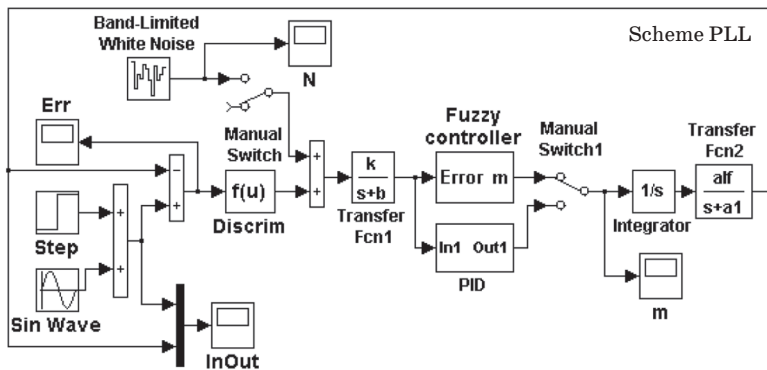 Band-Limited
White Noise
Scheme PLL
N
Err
Manual
Switch
Fuzzy
controller
Manual
Switch1
Transfer
Fcn2
−
+
+
+
Step
+
+
Sin Wave
f(u)
Discrim
+
k
s+b
Transfer
Fcn1
Error m
In1 Out1
PID
1/s
Integrator
alf
s+a1
m
InOut